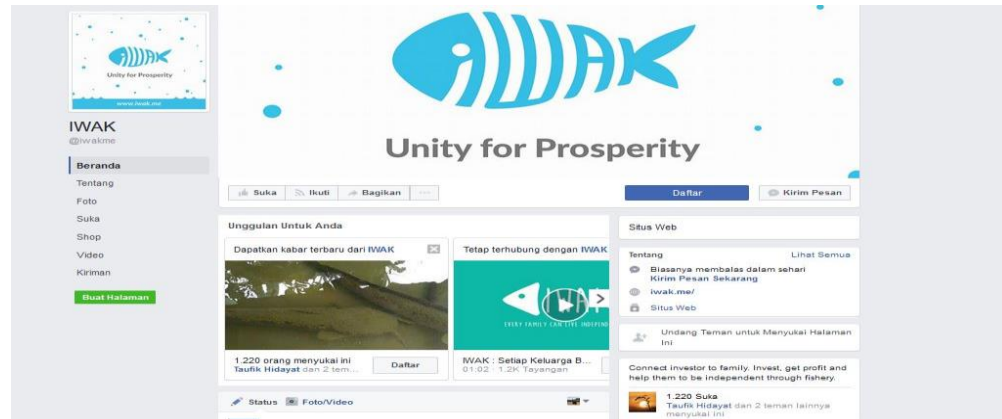 iWAK
Unity for Prosperity
www.iwak.me
IWAK
@iwakme
Beranda
Tentang
Foto
Suka
Shop
Video
Kiriman
Buat Halaman
iWAK
Unity for Prosperity
Suka Ikuti Bagikan ...
Daftar Kirim Pesan
Unggulan Untuk Anda
Dapatkan kabar terbaru dari IWAK
1.220 orang menyukai ini
Taufik Hidayat dan 2 tem...
Daftar
Tetap terhubung dengan IWAK
IWAK
EVERY FAMILY CAN LIVE INDEPEND
IWAK : Setiap Keluarga B...
01:02 · 1.2K Tayangan
Status Foto/Video
Situs Web
Tentang Lihat Semua
Biasanya membalas dalam sehari
Kirim Pesan Sekarang
iwak.me/
Situs Web
Undang Teman untuk Menyukai Halaman
Ini
Connect investor to family. Invest, get profit and
help them to be independent through fishery.
1.220 Suka
Taufik Hidayat dan 2 teman lainnya
menyukai ini